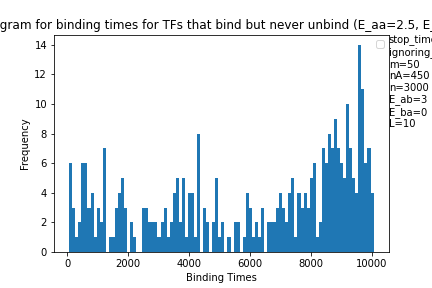 gram for binding times for TFs that bind but never unbind (E_aa=2.5, E_
stop_time
ignoring_
m=50
nA=450
n=3000
E_ab=3
E_ba=0
L=10
Frequency
14
12
10
8
6
4
2
0
0 2000 4000 6000 8000 10000
Binding Times